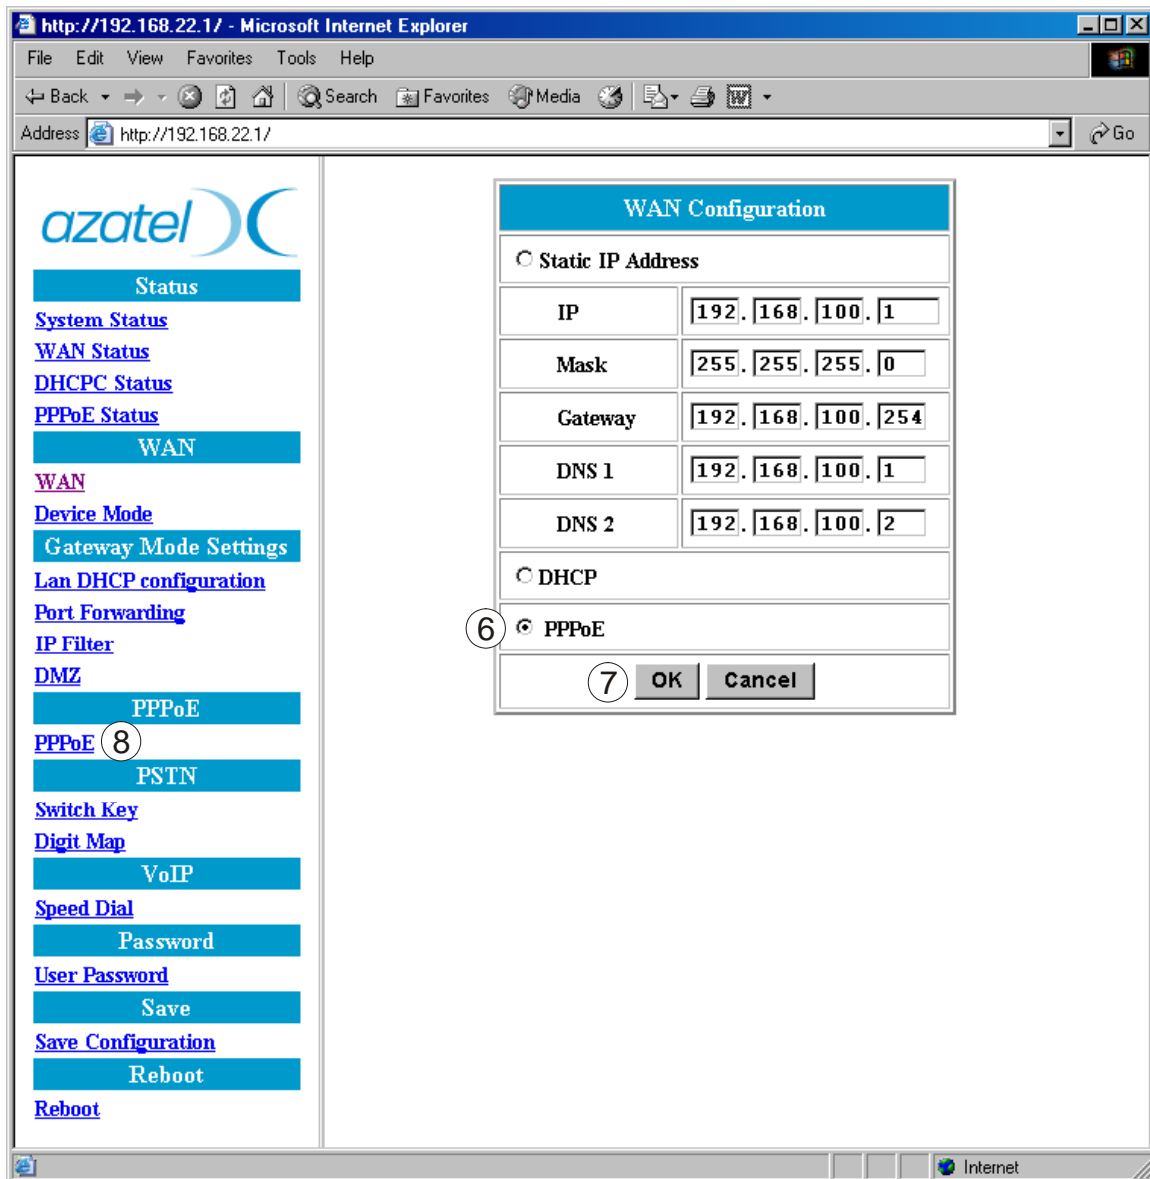 http://192.168.22.1/ - Microsoft Internet Explorer
File Edit View Favorites Tools Help
Back Search Favorites Media
Address http://192.168.22.1/ Go
azatel
Status
System Status
WAN Status
DHCPC Status
PPPoE Status
WAN
WAN
Device Mode
Gateway Mode Settings
Lan DHCP configuration
Port Forwarding
IP Filter
DMZ
PPPoE
PPPoE 8
PSTN
Switch Key
Digit Map
VoIP
Speed Dial
Password
User Password
Save
Save Configuration
Reboot
Reboot
WAN Configuration
Static IP Address
IP 192. 168. 100. 1
Mask 255. 255. 255. 0
Gateway 192. 168. 100. 254
DNS 1 192. 168. 100. 1
DNS 2 192. 168. 100. 2
DHCP
6 PPPoE
7 OK Cancel
Internet